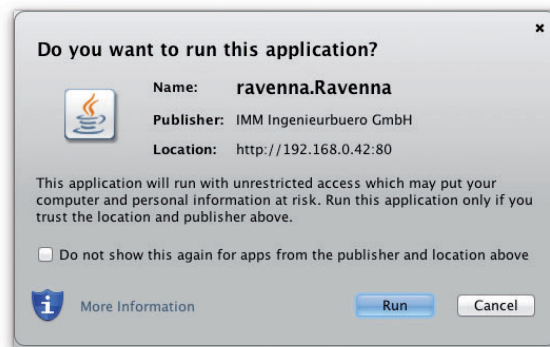 Do you want to run this application?
Name: ravenna.Ravenna
Publisher: IMM Ingenieurbuero GmbH
Location: http://192.168.0.42:80
This application will run with unrestricted access which may put your
computer and personal information at risk. Run this application only if you
trust the location and publisher above.
Do not show this again for apps from the publisher and location above
More Information
Run
Cancel